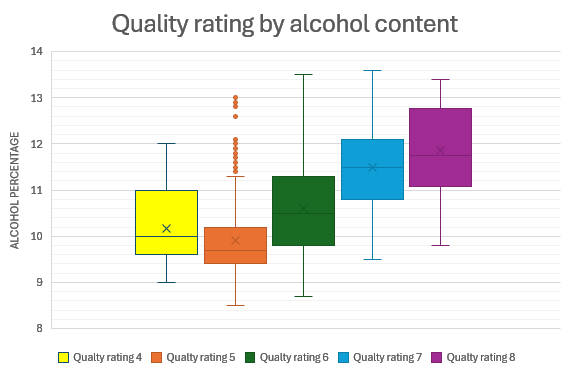 Quality rating by alcohol content
14
13
12
11
10
9
8
ALCOHOL PERCENTAGE
Qualty rating 4 Qualty rating 5 Qualty rating 6 Qualty rating 7 Qualty rating 8